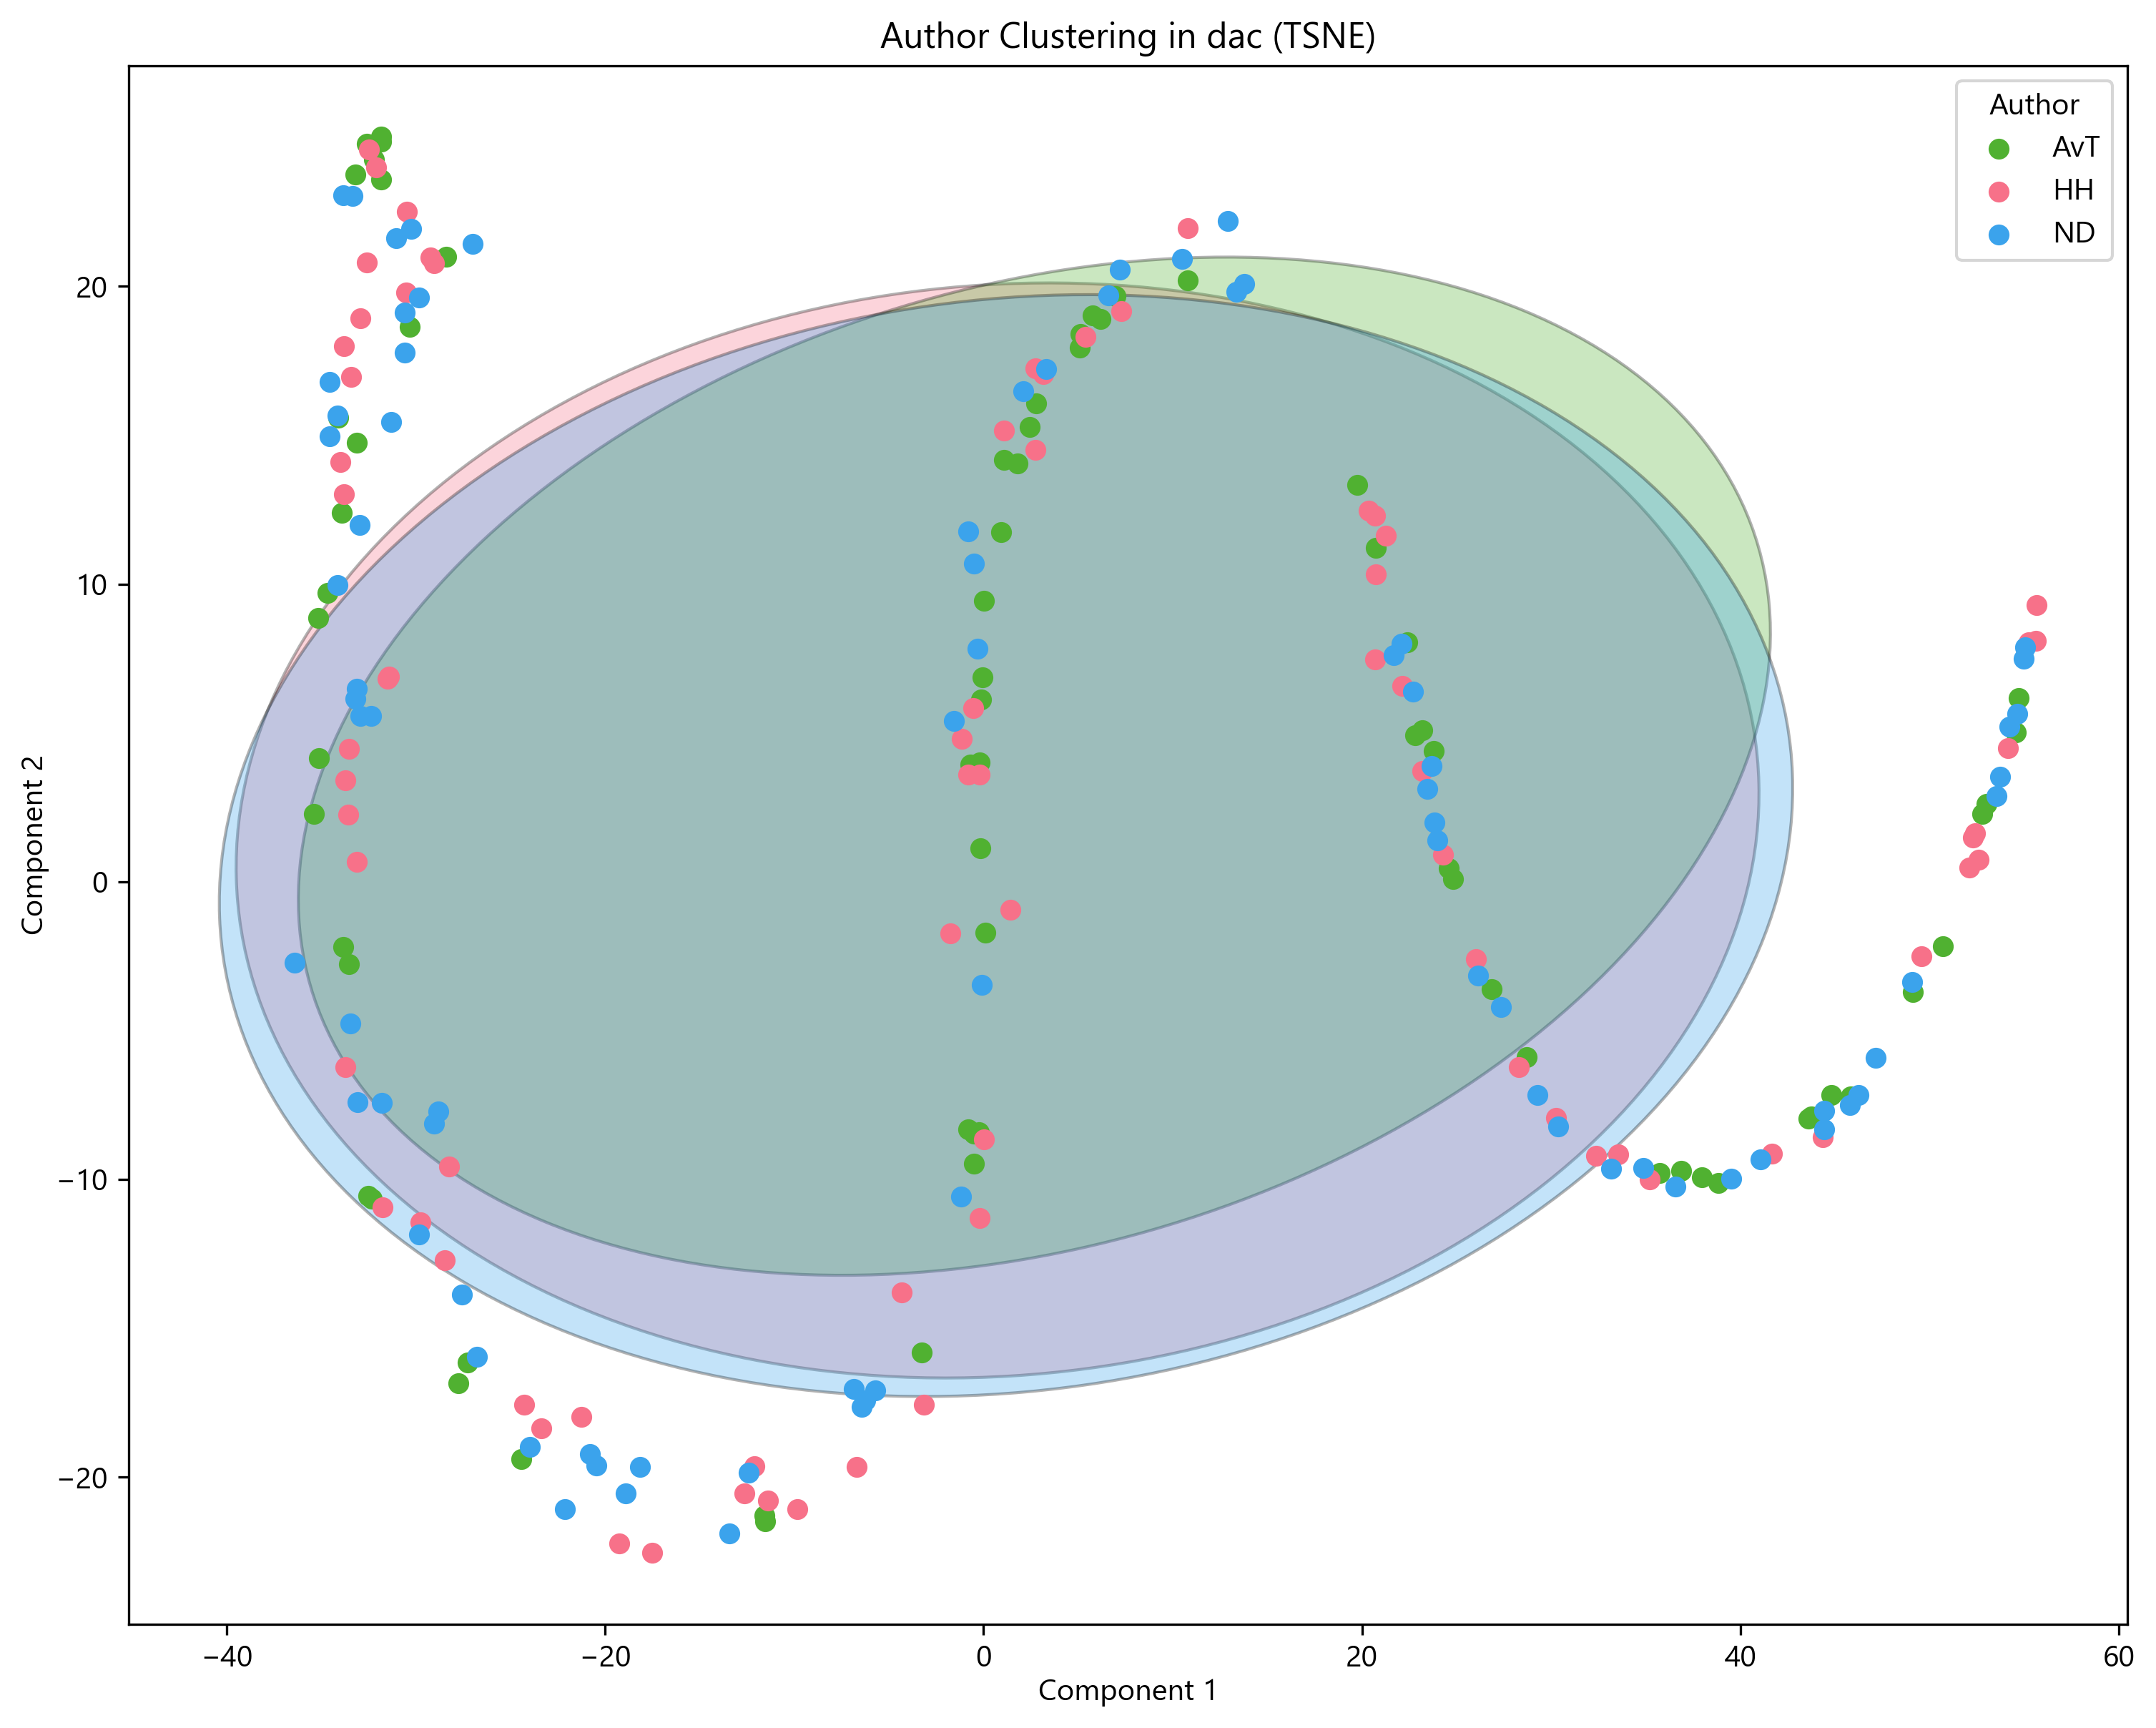 Author Clustering in dac (TSNE)
Author
AvT
HH
ND
20
10
0
−10
−20
Component 2
−40
−20
0
20
40
60
Component 1